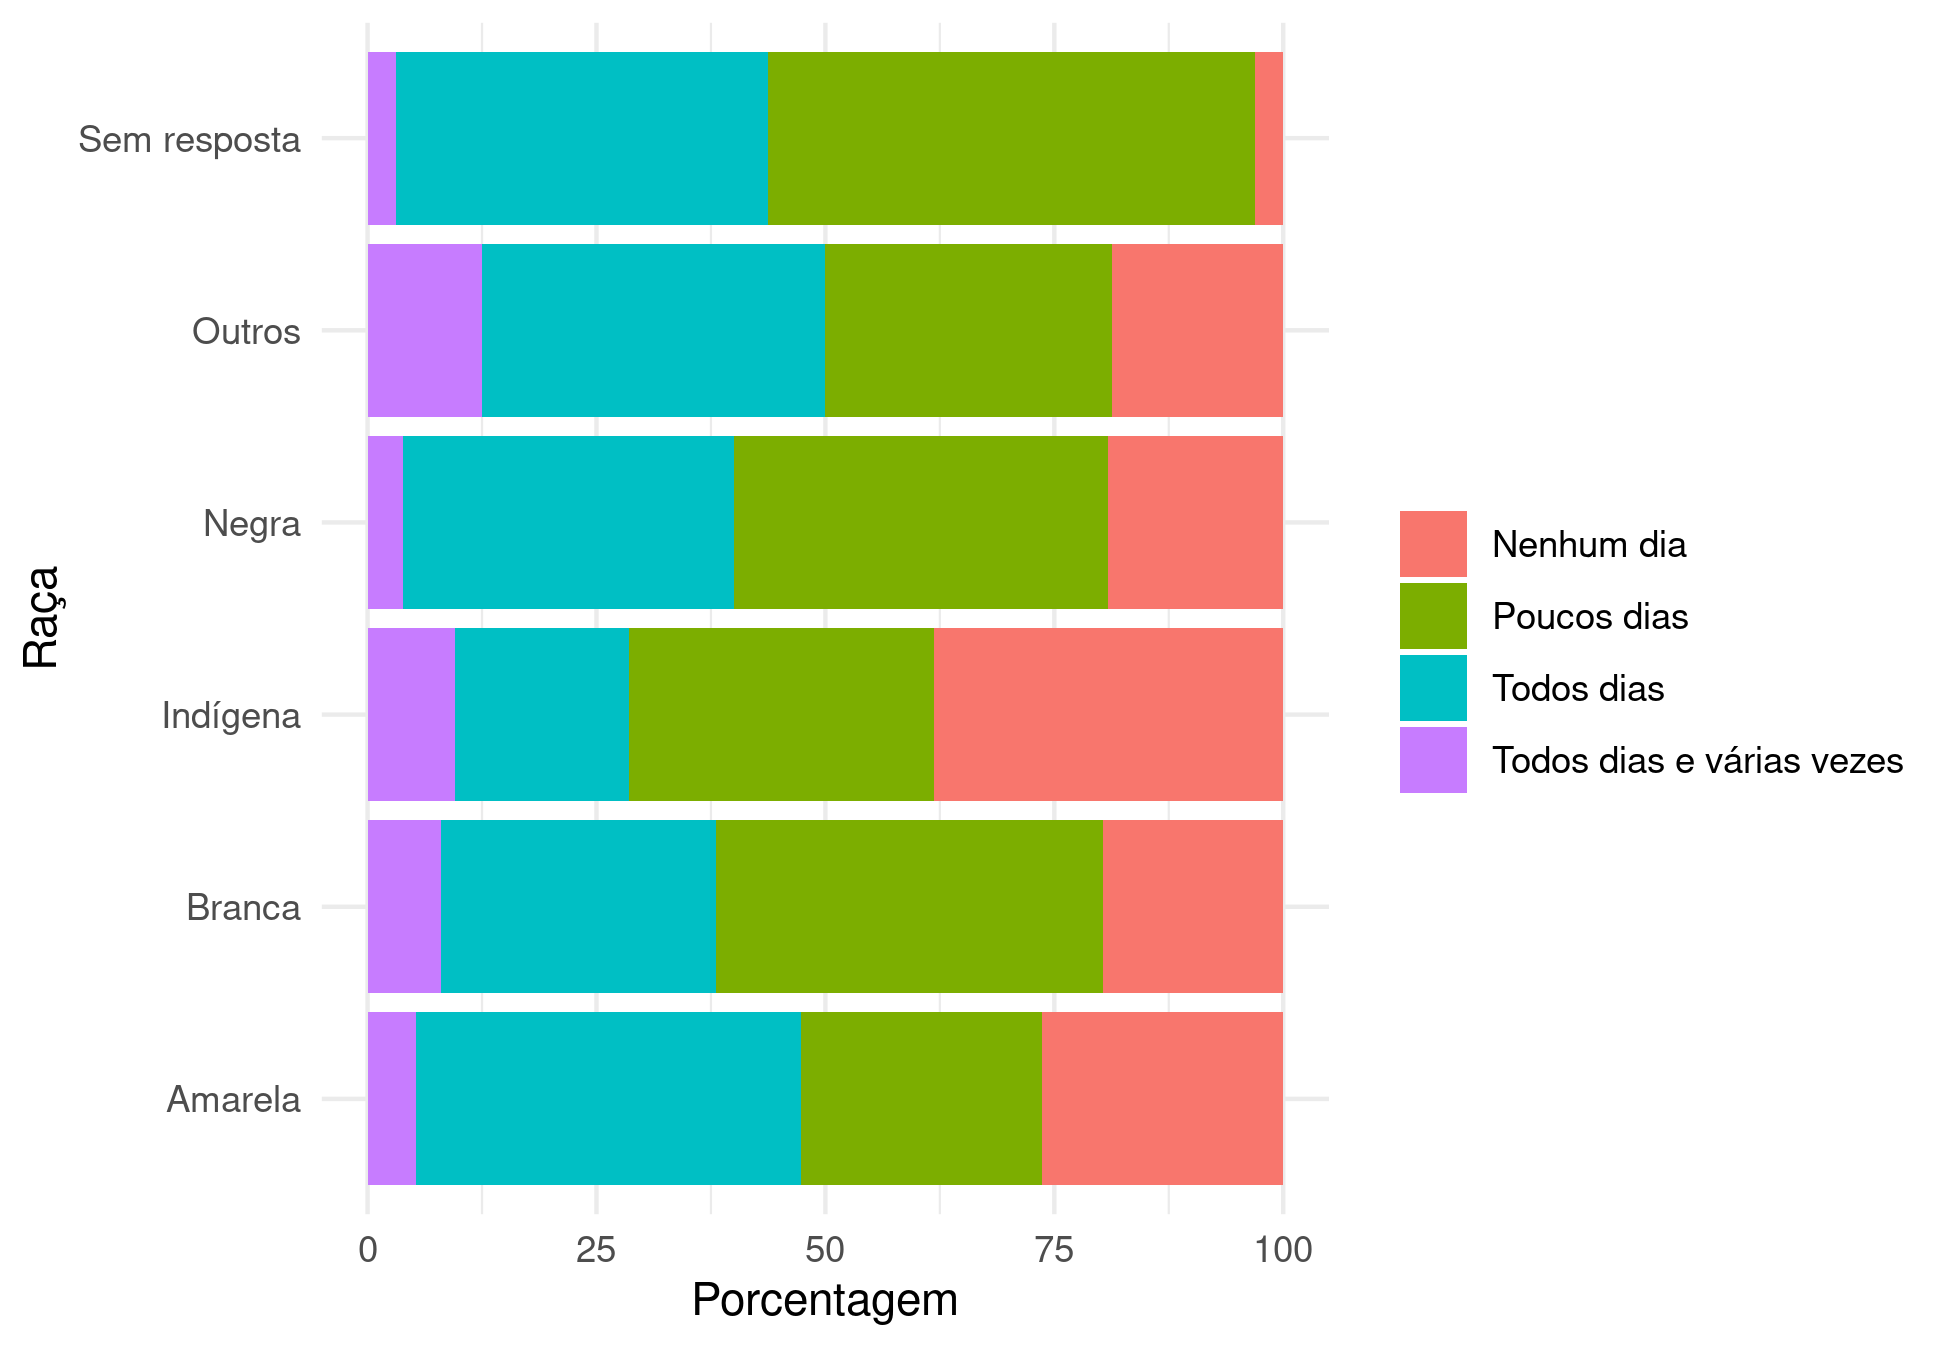 Raça
Sem resposta
Outros
Negra
Indígena
Branca
Amarela
0 25 50 75 100
Porcentagem
Nenhum dia
Poucos dias
Todos dias
Todos dias e várias vezes